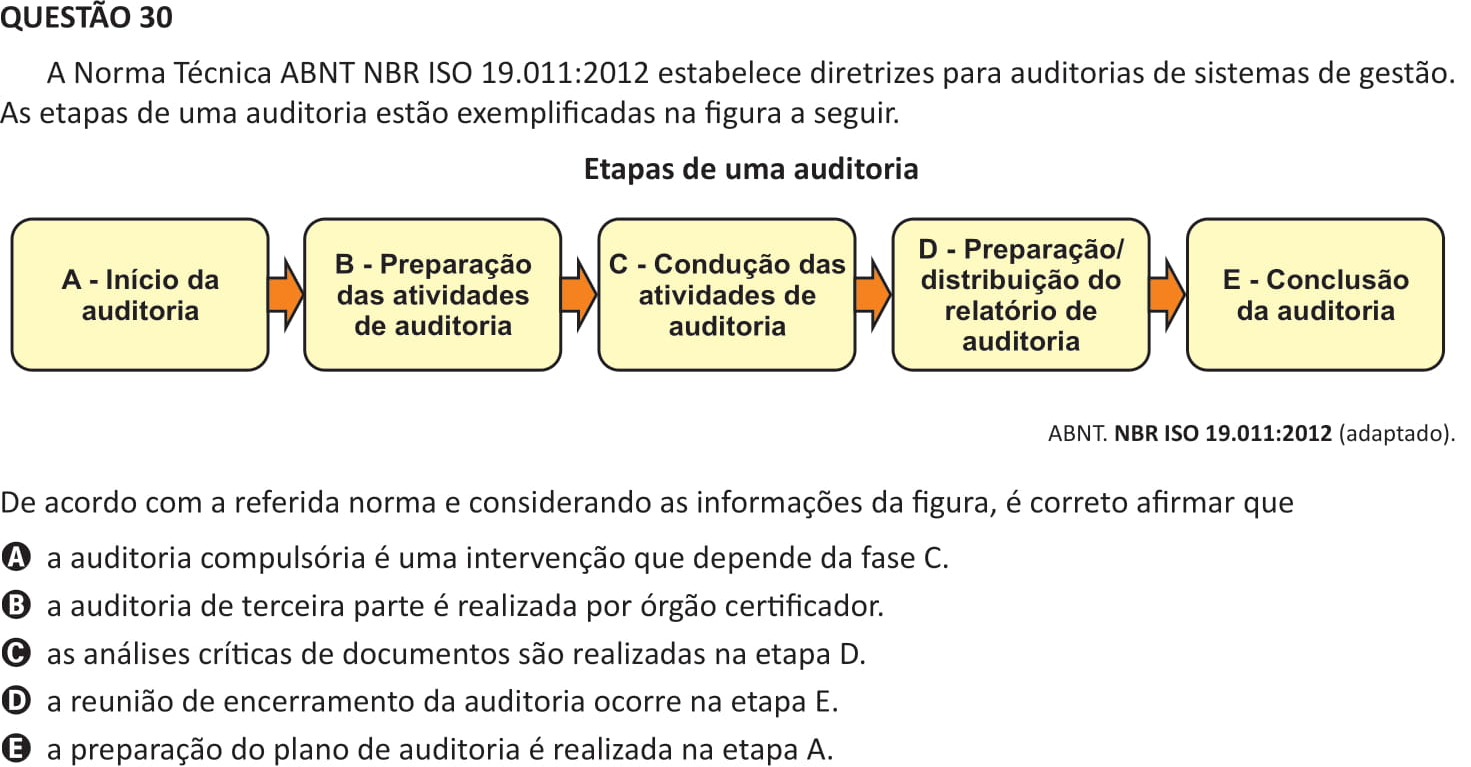 QUESTÃO 30
A Norma Técnica ABNT NBR ISO 19.011:2012 estabelece diretrizes para auditorias de sistemas de gestão.
As etapas de uma auditoria estão exemplificadas na figura a seguir.
Etapas de uma auditoria
A - Início da
auditoria
B - Preparação
das atividades
de auditoria
C - Condução das
atividades de
auditoria
D - Preparação/
distribuição do
relatório de
auditoria
E - Conclusão
da auditoria
ABNT. NBR ISO 19.011:2012 (adaptado).
De acordo com a referida norma e considerando as informações da figura, é correto afirmar que
A a auditoria compulsória é uma intervenção que depende da fase C.
B a auditoria de terceira parte é realizada por órgão certificador.
C as análises críticas de documentos são realizadas na etapa D.
D a reunião de encerramento da auditoria ocorre na etapa E.
E a preparação do plano de auditoria é realizada na etapa A.